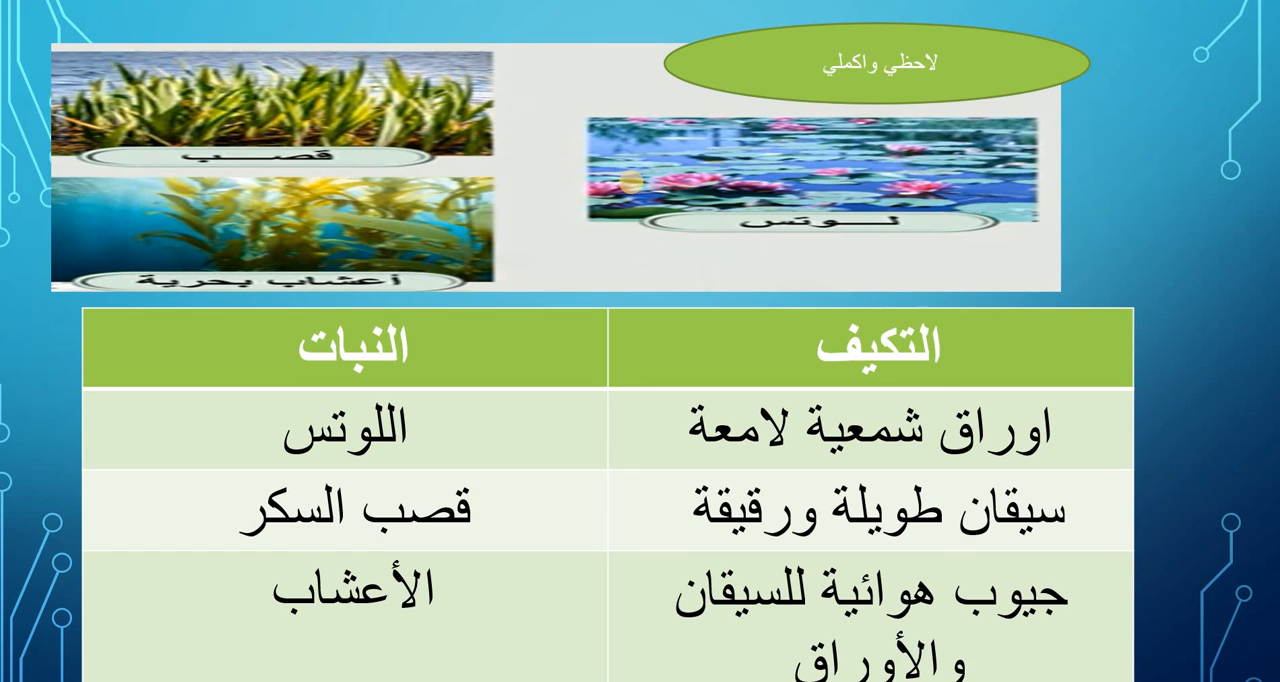 لاحظي واكملي
قصب
لوتس
أعشاب بحرية
التكيف
النبات
اوراق شمعية لامعة
اللوتس
سيقان طويلة ورقيقة
قصب السكر
جيوب هوائية للسيقان
والأوراق
الأعشاب